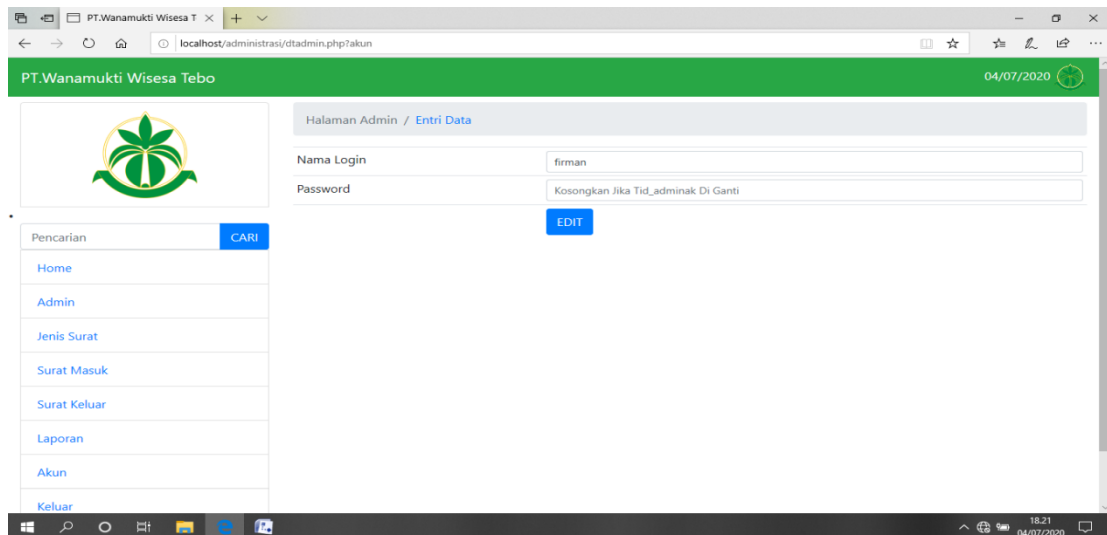 PT.Wanamukti Wisesa T
localhost/administrasi/dtadmin.php?akun
PT.Wanamukti Wisesa Tebo
04/07/2020
Halaman Admin / Entri Data
Nama Login
firman
Password
Kosongkan Jika Tid_adminak Di Ganti
EDIT
Pencarian
CARI
Home
Admin
Jenis Surat
Surat Masuk
Surat Keluar
Laporan
Akun
Keluar
18.21
04/07/2020